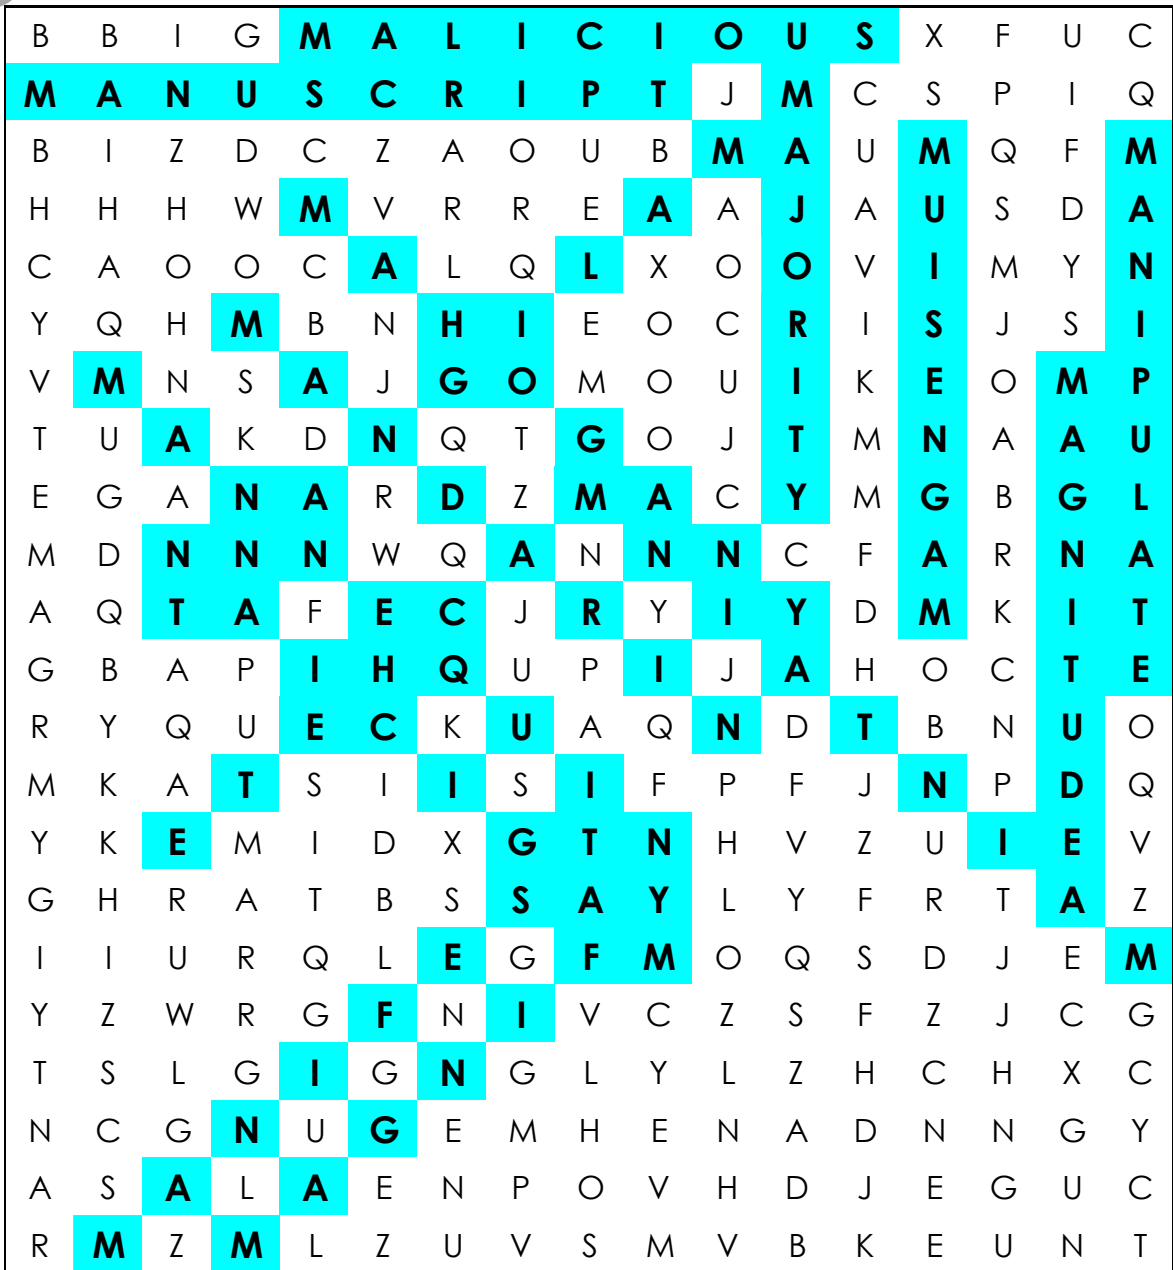 B B I G M A L I C I O U S X F U C
M A N U S C R I P T J M C S P I Q
B I Z D C Z A O U B M A U M Q F M
H H H W M V R R E A A J A U S D A
C A O O C A L Q L X O O V I M Y N
Y Q H M B N H I E O C R I S J S I
V M N S A J G O M O U I K E O M P
T U A K D N Q T G O J T M N A A U
E G A N A R D Z M A C Y M G B G L
M D N N N W Q A N N N C F A R N A
A Q T A F E C J R Y I Y D M K I T
G B A P I H Q U P I J A H O C T E
R Y Q U E C K U A Q N D T B N U O
M K A T S I I S I F P F J N P D Q
Y K E M I D X G T N H V Z U I E V
G H R A T B S S A Y L Y F R T A Z
I I U R Q L E G F M O Q S D J E M
Y Z W R G F N I V C Z S F Z J C G
T S L G I G N G L Y L Z H C H X C
N C G N U G E M H E N A D N N G Y
A S A L A E N P O V H D J E G U C
R M Z M L Z U V S M V B K E U N T